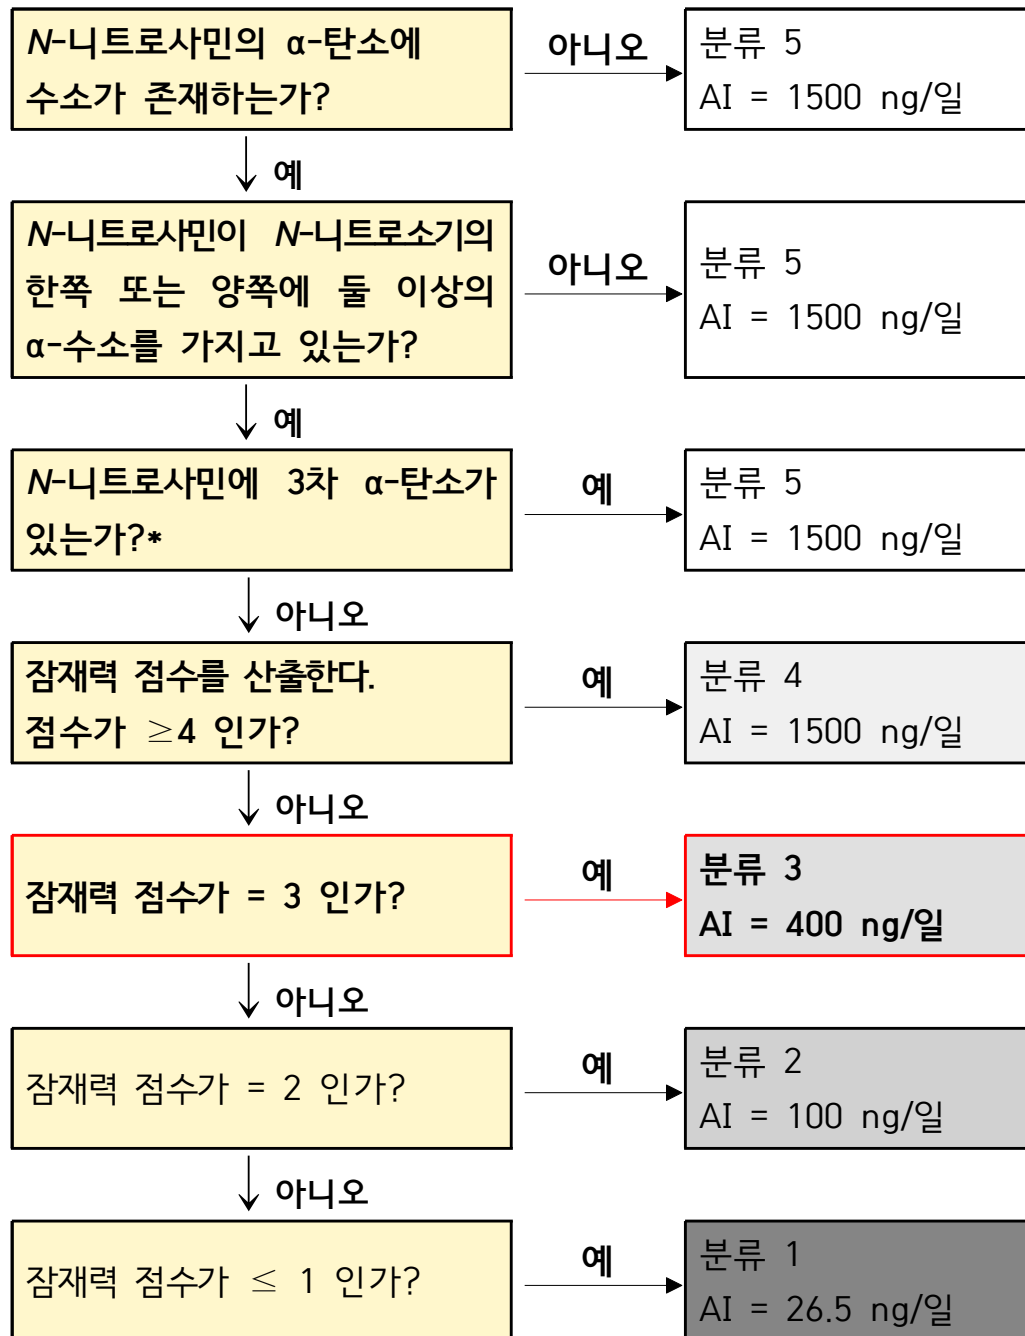 N-니트로사민의 α-탄소에
수소가 존재하는가?
아니오
분류 5
AI = 1500 ng/일
예
N-니트로사민이 N-니트로소기의
한쪽 또는 양쪽에 둘 이상의
α-수소를 가지고 있는가?
아니오
분류 5
AI = 1500 ng/일
예
N-니트로사민에 3차 α-탄소가
있는가?*
예
분류 5
AI = 1500 ng/일
아니오
잠재력 점수를 산출한다.
점수가 ≥4 인가?
예
분류 4
AI = 1500 ng/일
아니오
잠재력 점수가 = 3 인가?
예
분류 3
AI = 400 ng/일
아니오
잠재력 점수가 = 2 인가?
예
분류 2
AI = 100 ng/일
아니오
잠재력 점수가 ≤ 1 인가?
예
분류 1
AI = 26.5 ng/일